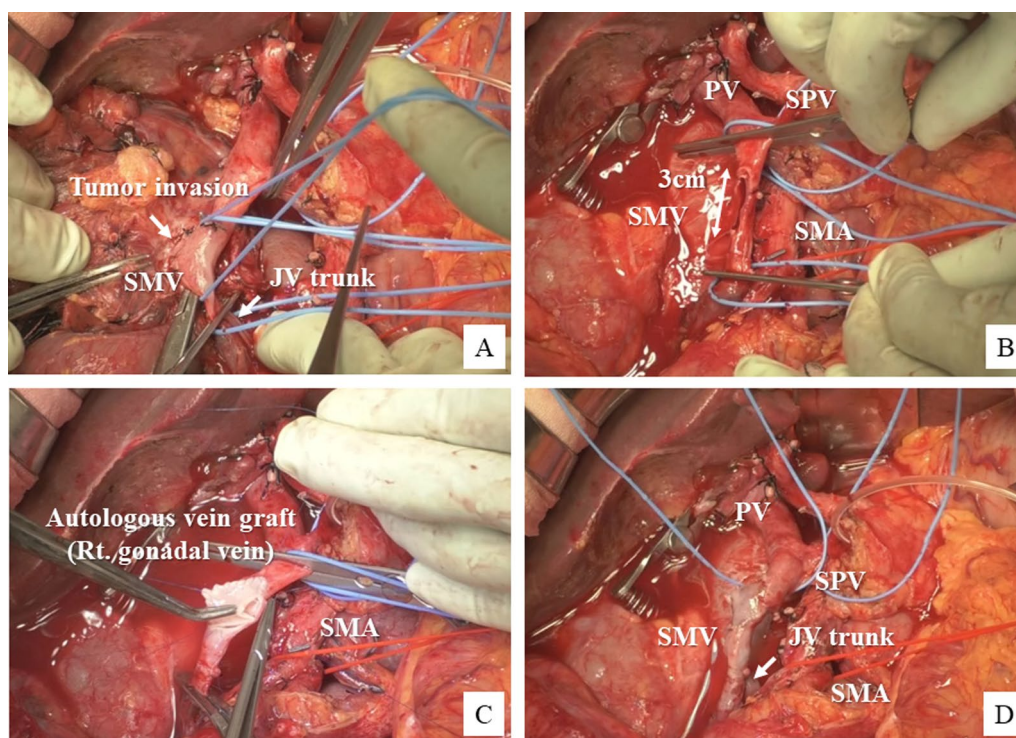 Tumor invasion
SMV
JV trunk
A
PV
SPV
3cm
SMV
SMA
B
Autologous vein graft
(Rt. gonadal vein)
SMA
C
PV
SPV
SMV
JV trunk
SMA
D